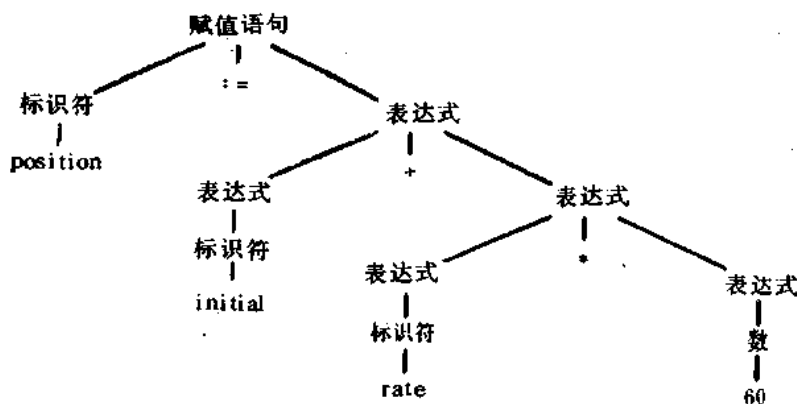 赋值语句
:=
标识符
表达式
position
+
表达式
表达式
标识符
*
表达式
表达式
initial
标识符
数
rate
60